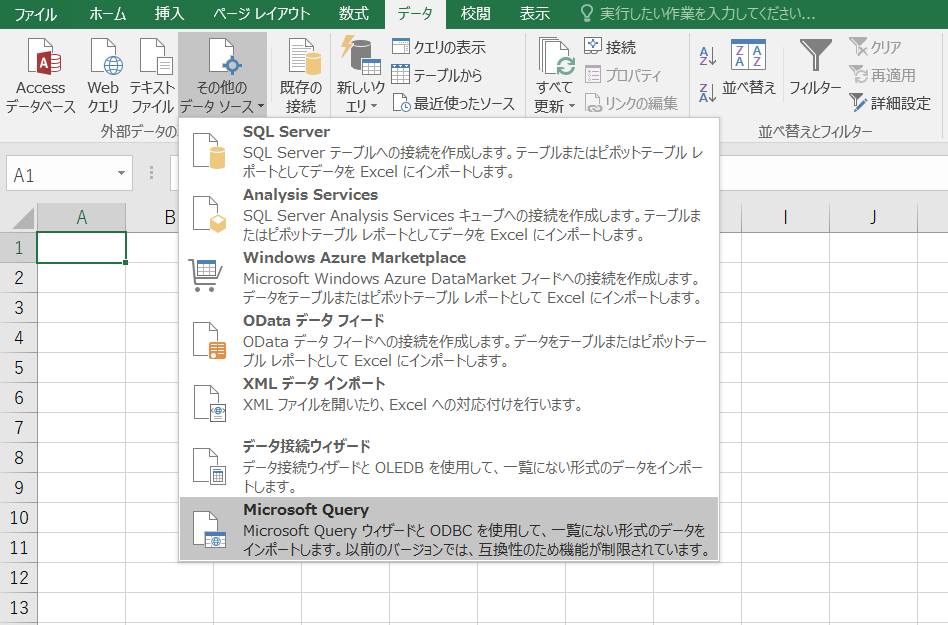 ファイル ホーム 挿入 ページ レイアウト 数式 データ 校閲 表示 実行したい作業を入力してください...
Access
データベース
Web
クエリ
テキスト
ファイル
その他の
データ ソース
既存の
接続
新しいク
エリ
クエリの表示
テーブルから
最近使ったソース
すべて
更新
接続
プロパティ
リンクの編集
並べ替え
フィルター
クリア
再適用
詳細設定
外部データの
並べ替えとフィルター
A1
A B I J
SQL Server
SQL Server テーブルへの接続を作成します。テーブルまたはピボットテーブル レ
ポートとしてデータを Excel にインポートします。
Analysis Services
SQL Server Analysis Services キューブへの接続を作成します。テーブルま
たはピボットテーブル レポートとしてデータを Excel にインポートします。
Windows Azure Marketplace
Microsoft Windows Azure DataMarket フィードへの接続を作成します。
データをテーブルまたはピボットテーブル レポートとして Excel にインポートします。
OData データ フィード
OData データ フィードへの接続を作成します。データをテーブルまたはピボットテー
ブル レポートとして Excel にインポートします。
XML データ インポート
XML ファイルを開いたり、Excel への対応付けを行います。
データ接続ウィザード
データ接続ウィザードと OLEDB を使用して、一覧にない形式のデータをインポー
トします。
Microsoft Query
Microsoft Query ウィザードと ODBC を使用して、一覧にない形式のデータを
インポートします。以前のバージョンでは、互換性のため機能が制限されています。
1
2
3
4
5
6
7
8
9
10
11
12
13